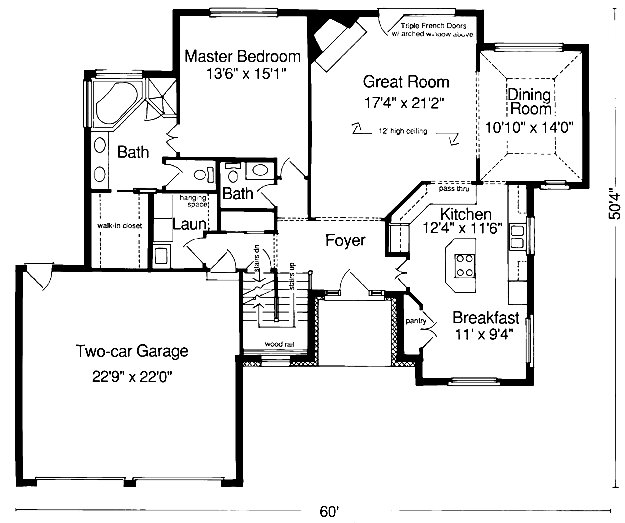 Triple French Doors
w/ arched window above
Master Bedroom
13'6" x 15'1"
Great Room
17'4" x 21'2"
12' high ceiling
Dining
Room
10'10" x 14'0"
Bath
Bath
hanging
space
walk-in closet
Laun
pass thru
Kitchen
12'4" x 11'6"
Foyer
stairs dn
stairs up
wood rail
pantry
Breakfast
11' x 9'4"
Two-car Garage
22'9" x 22'0"
50'4"
60'